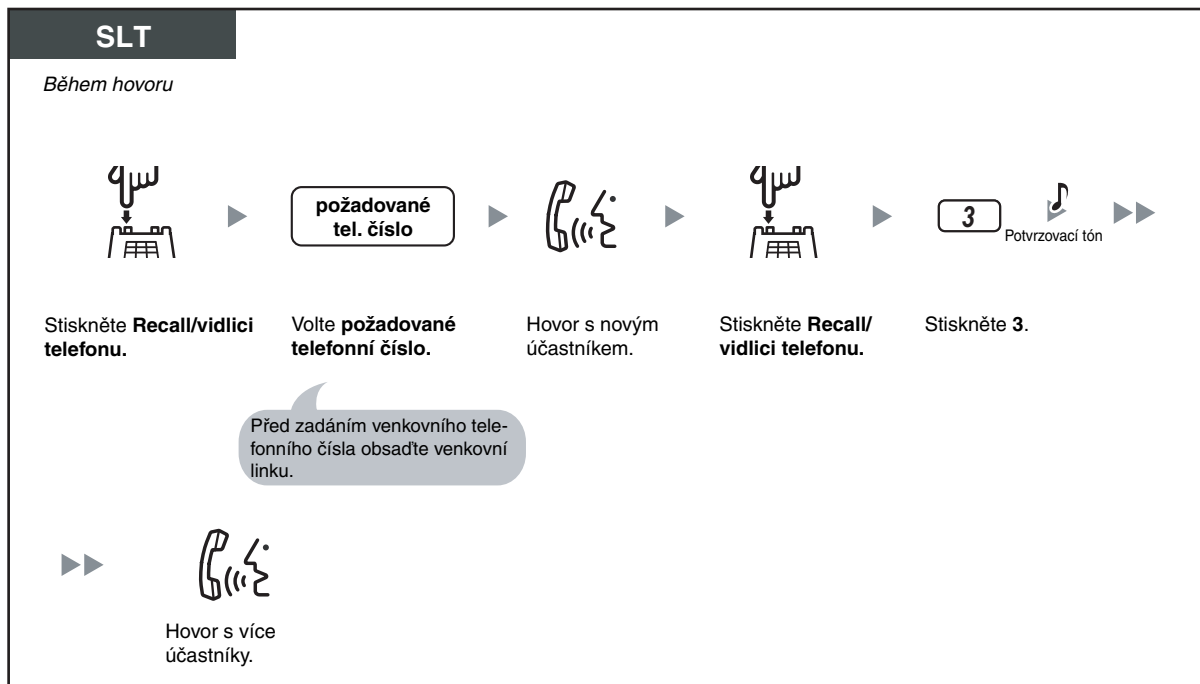 SLT
Během hovoru
požadované
tel. číslo
3
Potvrzovací tón
Stiskněte Recall/vidlici
telefonu.
Volte požadované
telefonní číslo.
Hovor s novým
účastníkem.
Stiskněte Recall/
vidlici telefonu.
Stiskněte 3.
Před zadáním venkovního tele-
fonního čísla obsaďte venkovní
linku.
Hovor s více
účastníky.